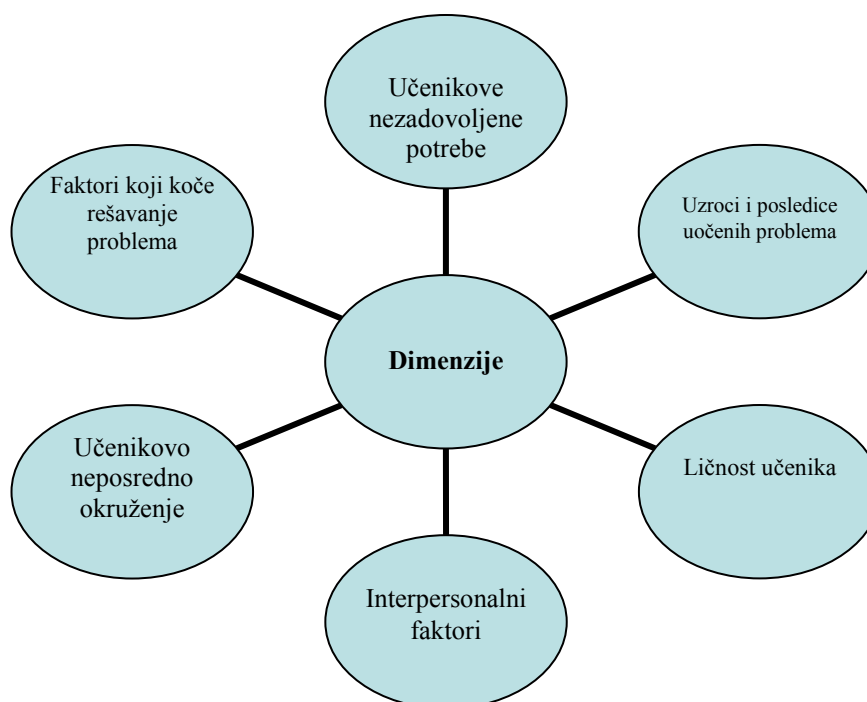 Učenikove
nezadovoljene
potrebe
Faktori koji koče
rešavanje
problema
Uzroci i posledice
uočenih problema
Dimenzije
Učenikovo
neposredno
okruženje
Ličnost učenika
Interpersonalni
faktori